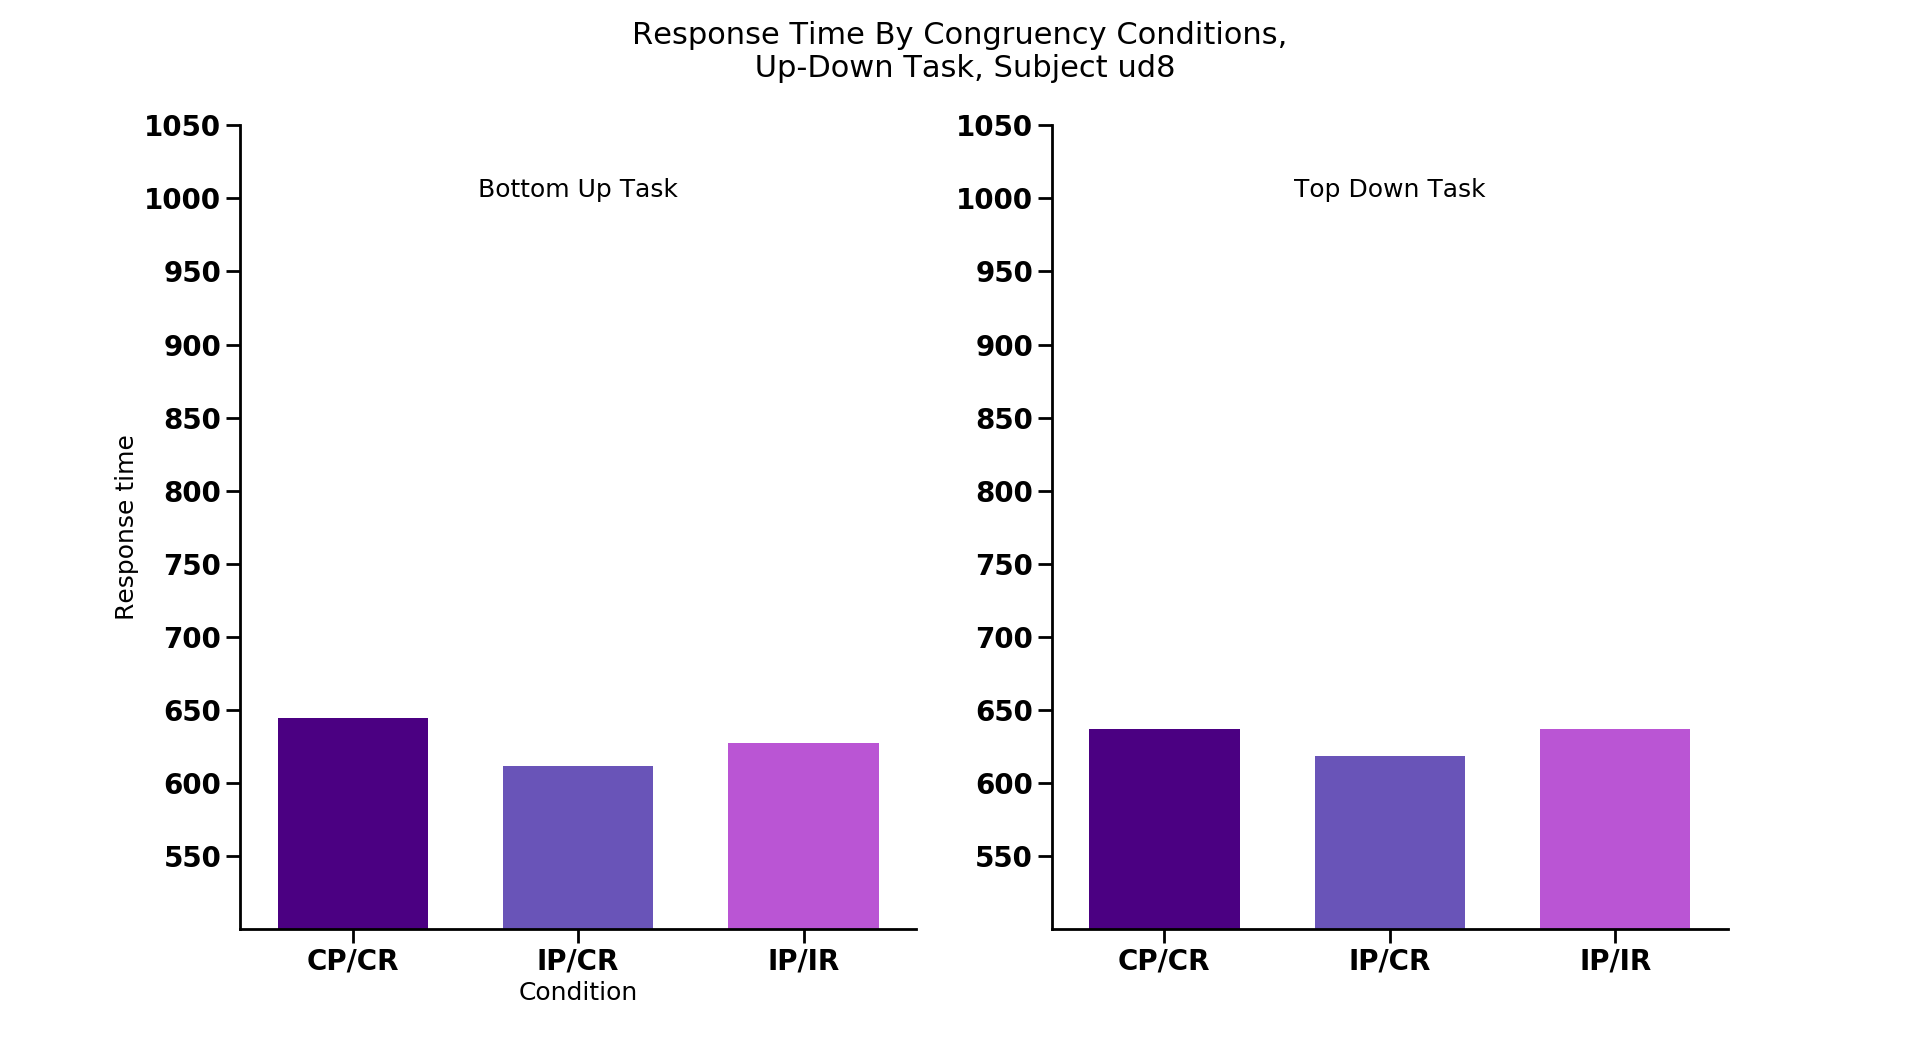 Response Time By Congruency Conditions,
Up-Down Task, Subject ud8
Bottom Up Task
1050
1000
950
900
850
800
750
700
650
600
550
Response time
CP/CR
IP/CR
IP/IR
Condition
Top Down Task
1050
1000
950
900
850
800
750
700
650
600
550
CP/CR
IP/CR
IP/IR